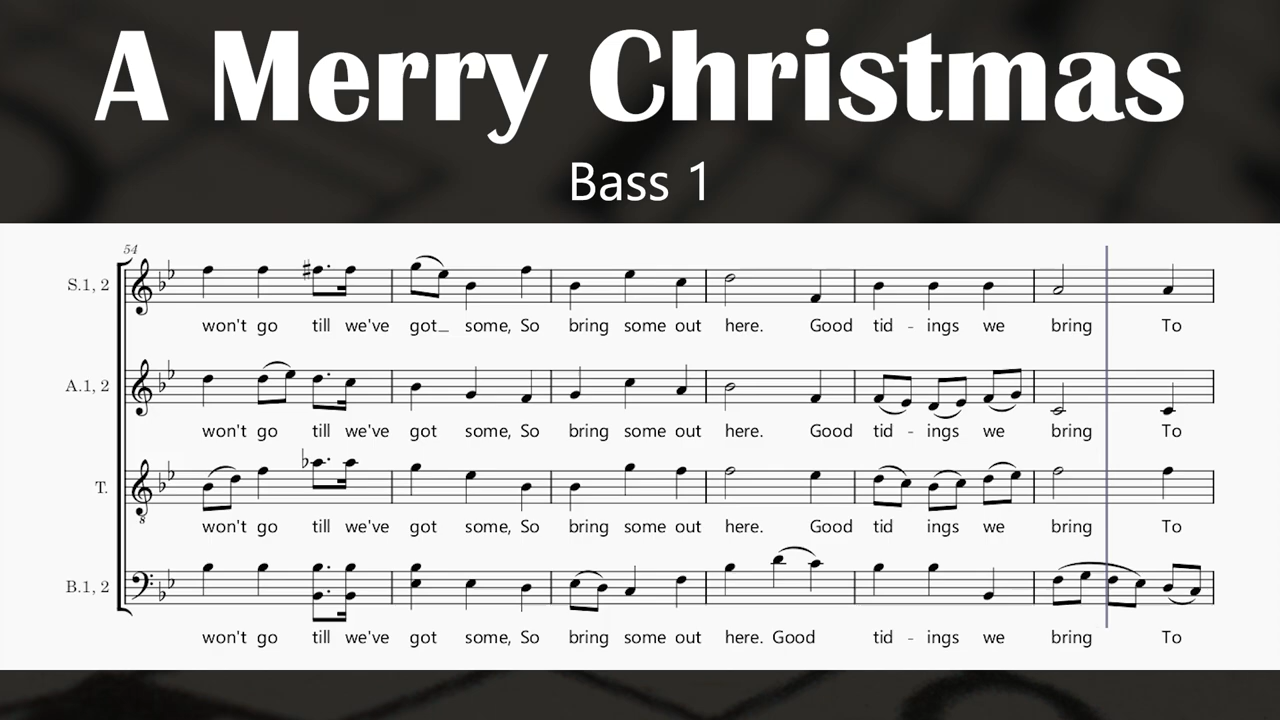 A Merry Christmas
Bass 1
54
S.1, 2
won't go till we've got_ some, So bring some out here. Good tid - ings we bring To
A.1, 2
won't go till we've got some, So bring some out here. Good tid - ings we bring To
T.
8
won't go till we've got some, So bring some out here. Good tid ings we bring To
B.1, 2
won't go till we've got some, So bring some out here. Good tid - ings we bring To